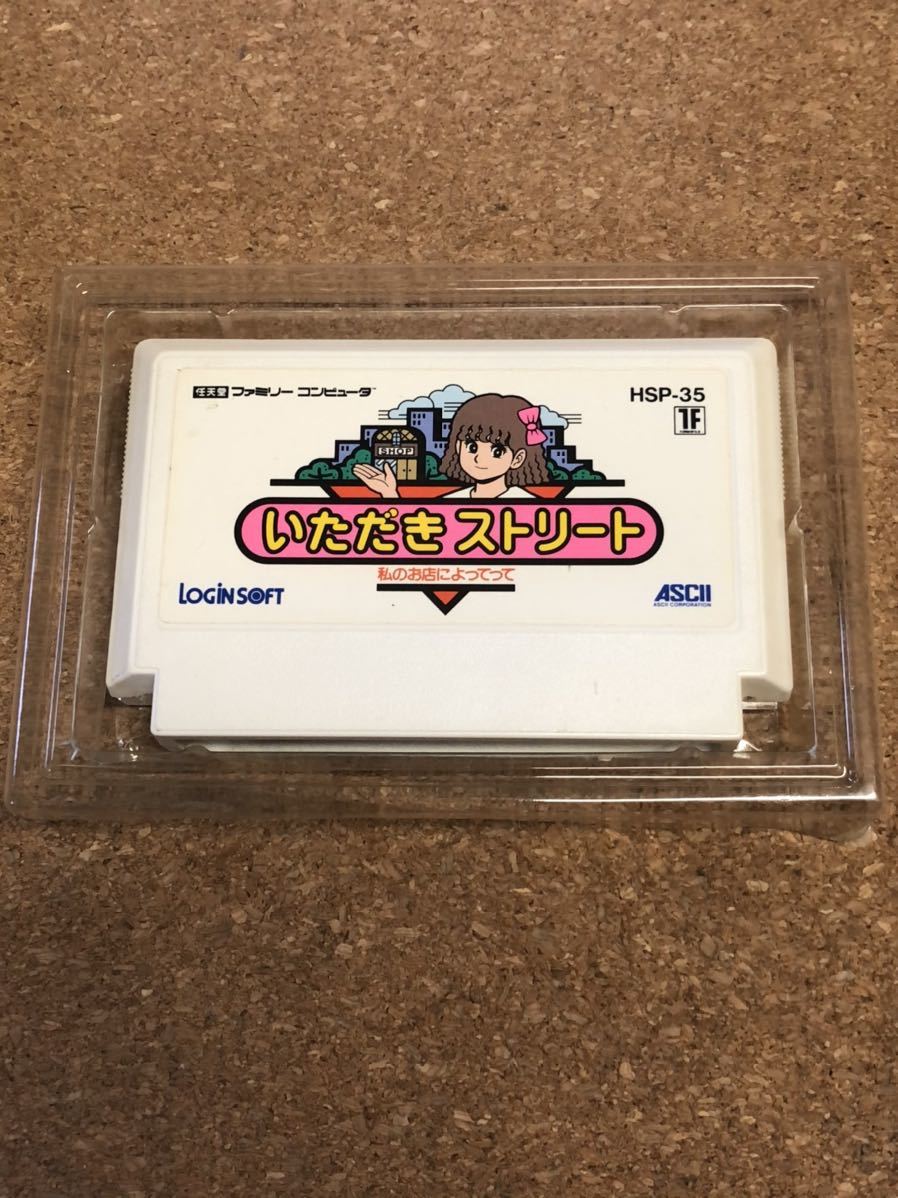 任天堂 ファミリー コンピュータ™
HSP-35
1F
SHOP
いただき ストリート
私のお店によってって
LOGiN SOFT
ASCII
ASCII CORPORATION